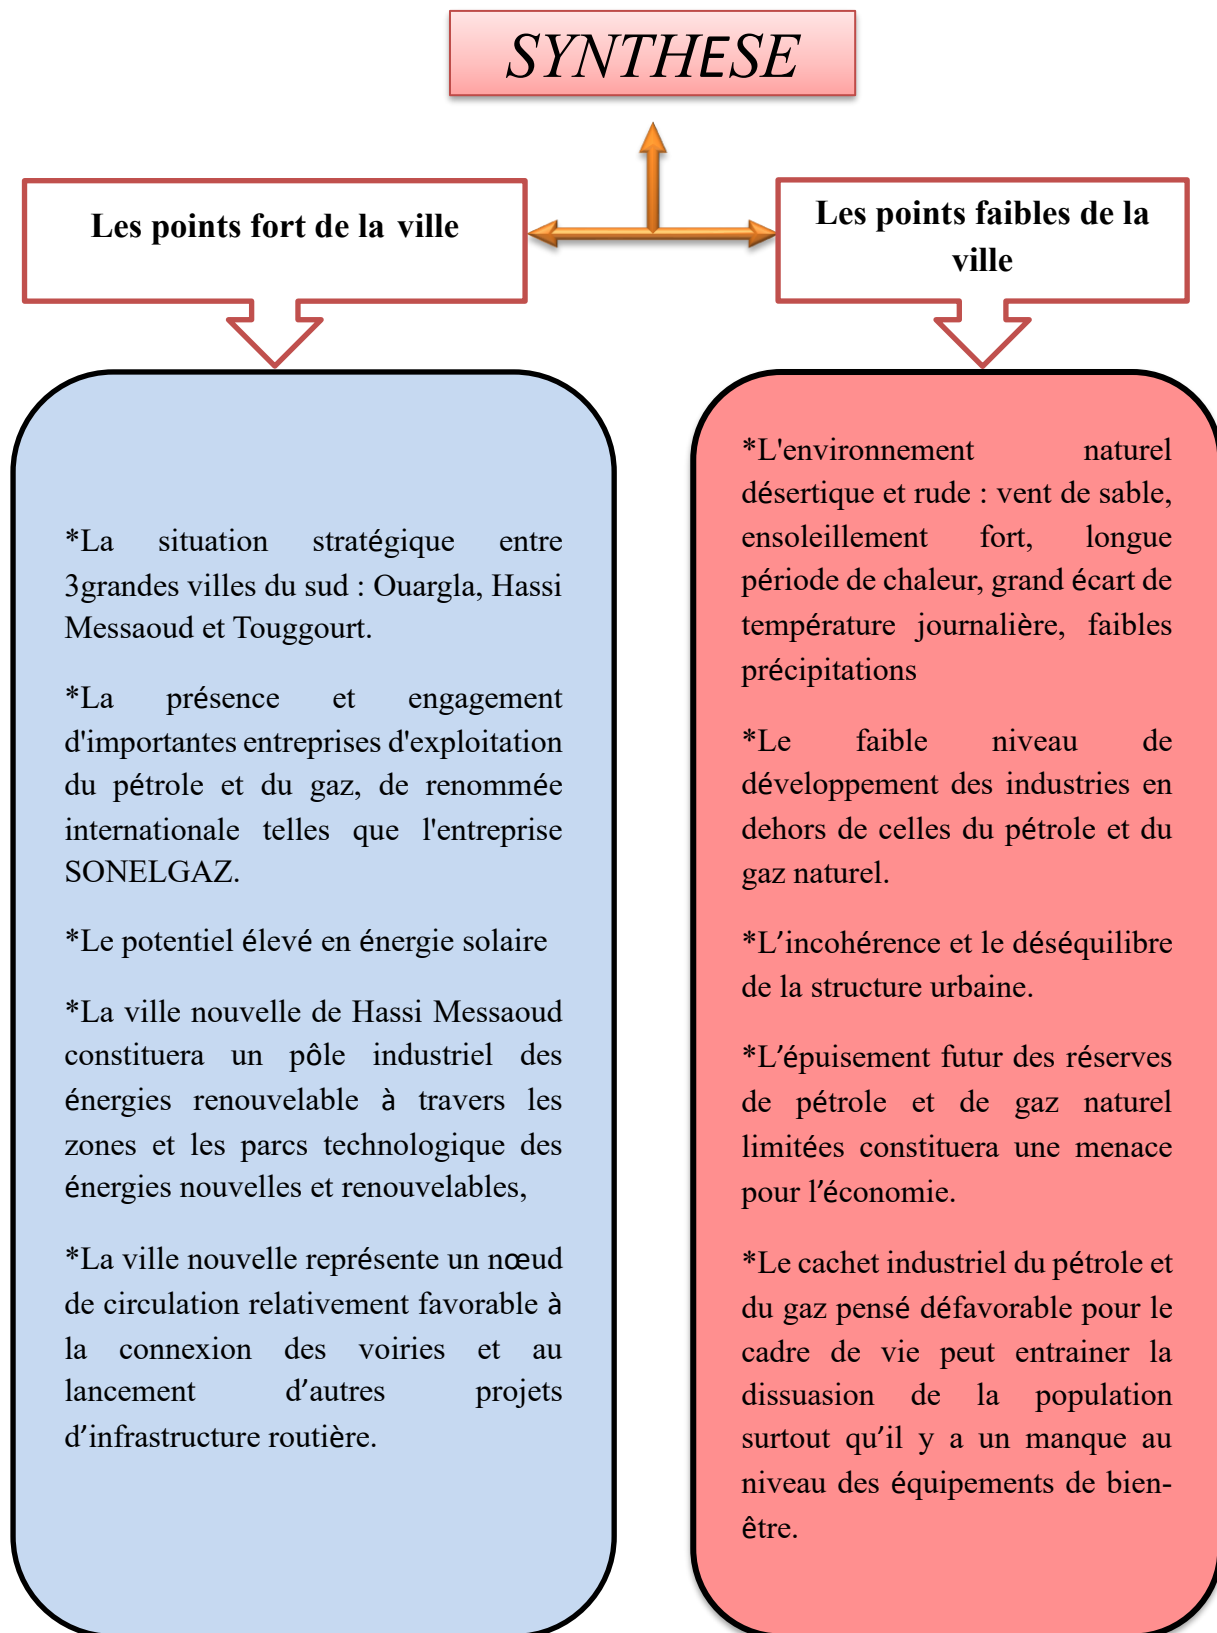 SYNTHESE
Les points fort de la ville
Les points faibles de la
ville
*La situation stratégique entre
3grandes villes du sud : Ouargla, Hassi
Messaoud et Touggourt.
*La présence et engagement
d'importantes entreprises d'exploitation
du pétrole et du gaz, de renommée
internationale telles que l'entreprise
SONELGAZ.
*Le potentiel élevé en énergie solaire
*La ville nouvelle de Hassi Messaoud
constituera un pôle industriel des
énergies renouvelable à travers les
zones et les parcs technologique des
énergies nouvelles et renouvelables,
*La ville nouvelle représente un nœud
de circulation relativement favorable à
la connexion des voiries et au
lancement d’autres projets
d’infrastructure routière.
*L'environnement naturel
désertique et rude : vent de sable,
ensoleillement fort, longue
période de chaleur, grand écart de
température journalière, faibles
précipitations
*Le faible niveau de
développement des industries en
dehors de celles du pétrole et du
gaz naturel.
*L’incohérence et le déséquilibre
de la structure urbaine.
*L’épuisement futur des réserves
de pétrole et de gaz naturel
limitées constituera une menace
pour l’économie.
*Le cachet industriel du pétrole et
du gaz pensé défavorable pour le
cadre de vie peut entrainer la
dissuasion de la population
surtout qu’il y a un manque au
niveau des équipements de bien-
être.